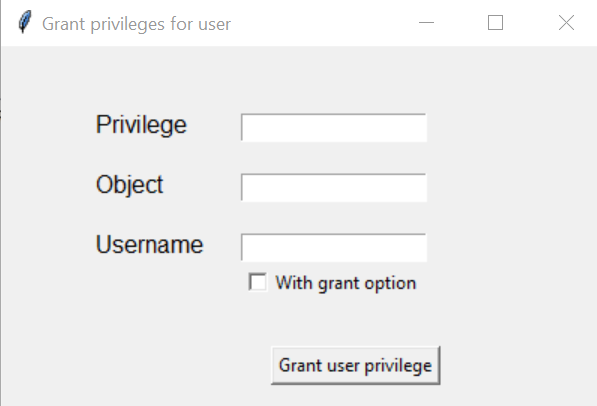 Grant privileges for user
Privilege
Object
Username
With grant option
Grant user privilege